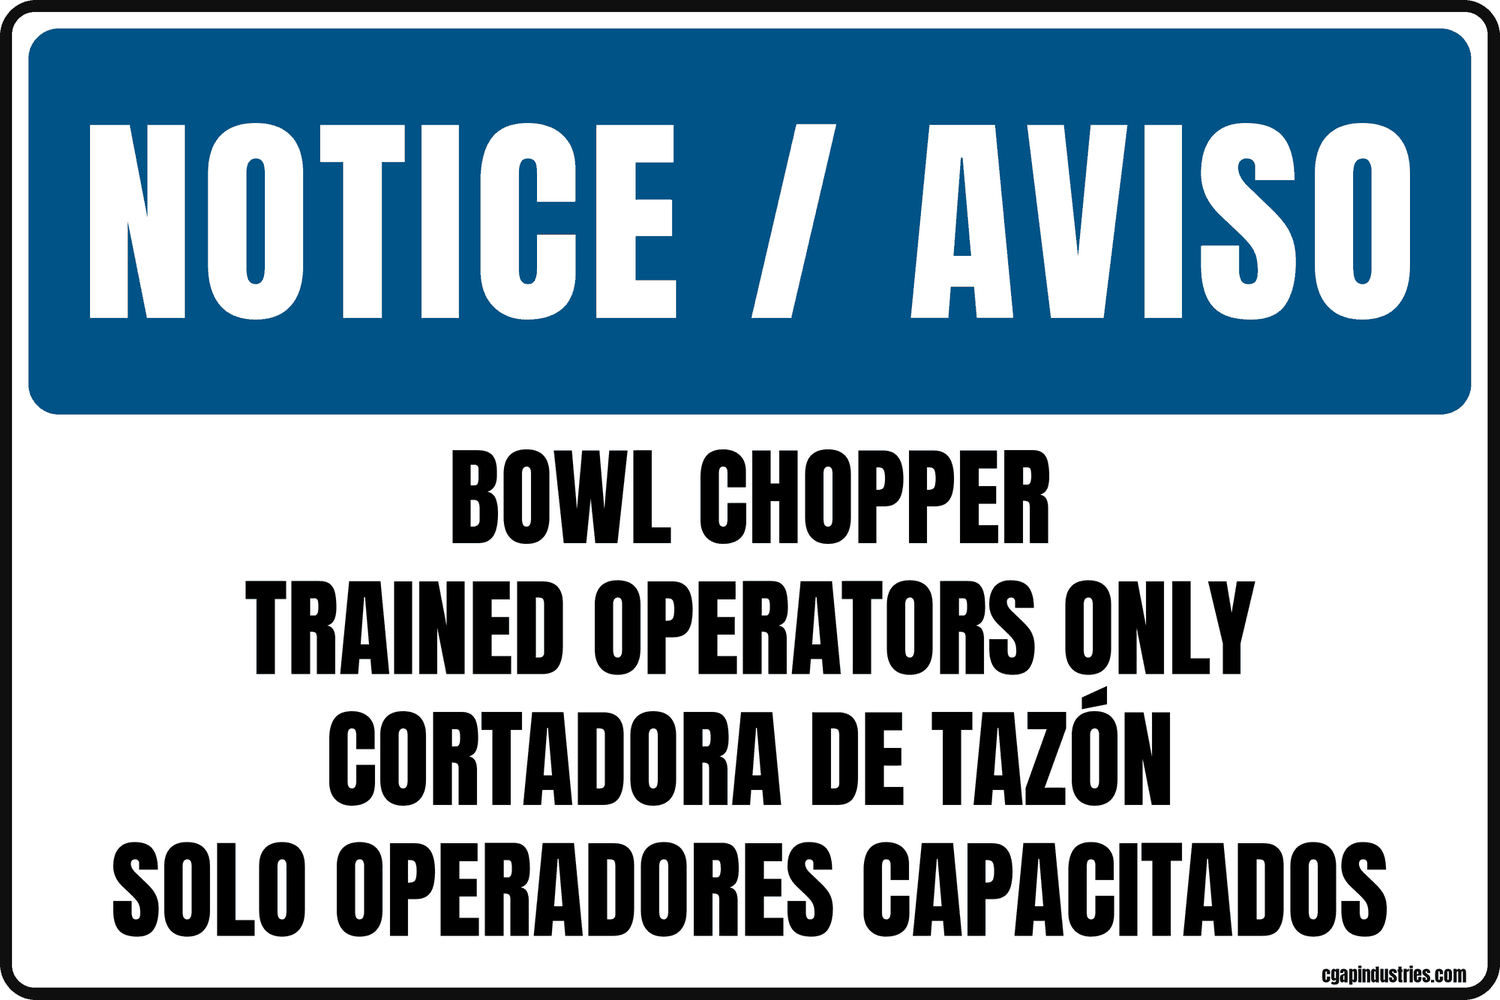 NOTICE / AVISO
BOWL CHOPPER
TRAINED OPERATORS ONLY
CORTADORA DE TAZÓN
SOLO OPERADORES CAPACITADOS
cgapindustries.com